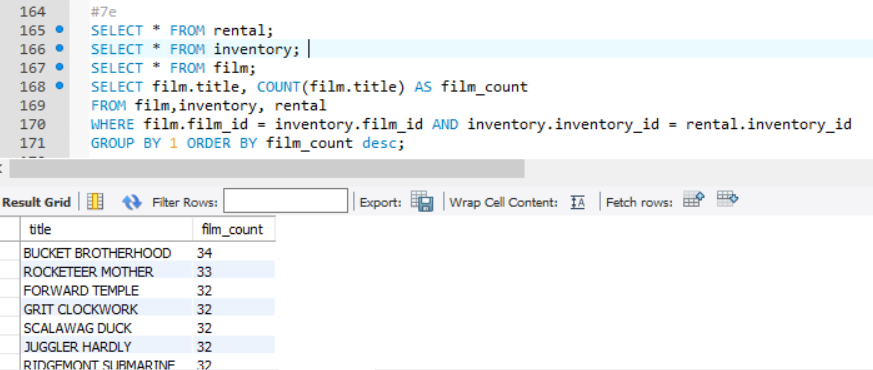 164 #7e
165 SELECT * FROM rental;
166 SELECT * FROM inventory;
167 SELECT * FROM film;
168 SELECT film.title, COUNT(film.title) AS film_count
169 FROM film,inventory, rental
170 WHERE film.film_id = inventory.film_id AND inventory.inventory_id = rental.inventory_id
171 GROUP BY 1 ORDER BY film_count desc;
Result Grid Filter Rows: Export: Wrap Cell Content: Fetch rows:
title film_count
BUCKET BROTHERHOOD 34
ROCKETEER MOTHER 33
FORWARD TEMPLE 32
GRIT CLOCKWORK 32
SCALAWAG DUCK 32
JUGGLER HARDLY 32
RIDGEMONT SUBMARINE 32